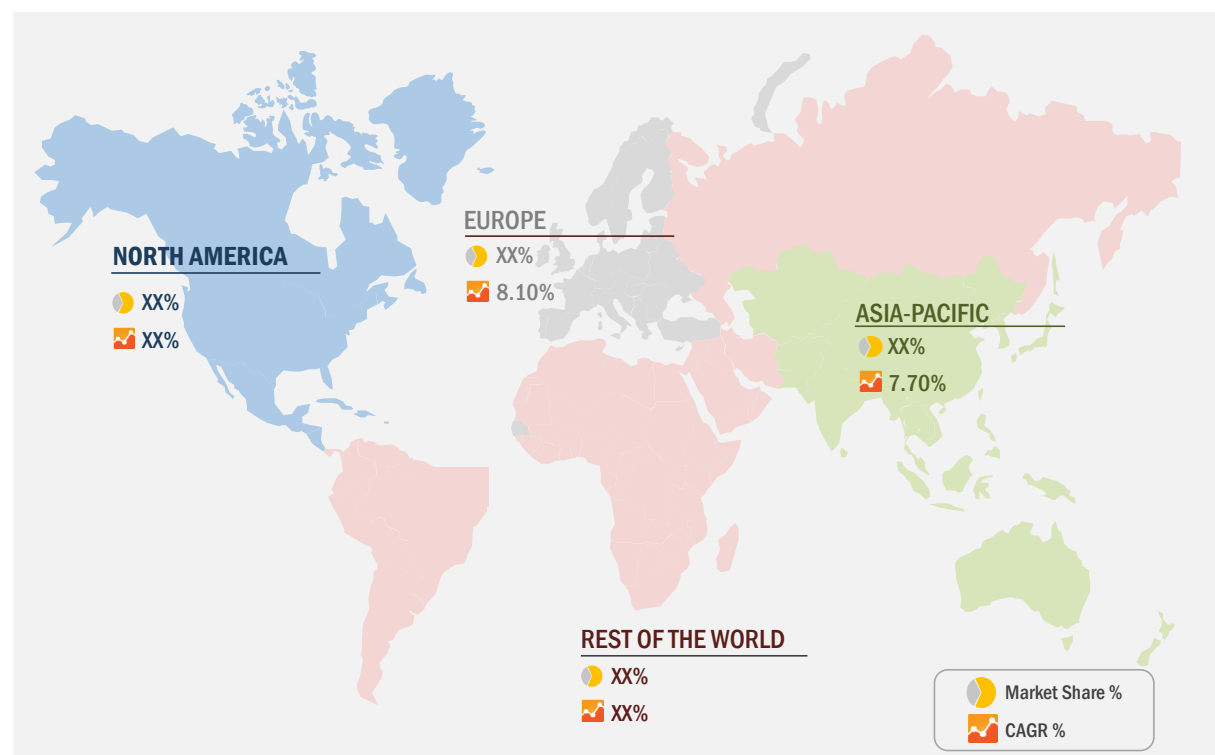 NORTH AMERICA
XX%
XX%
EUROPE
XX%
8.10%
ASIA-PACIFIC
XX%
7.70%
REST OF THE WORLD
XX%
XX%
Market Share %
CAGR %